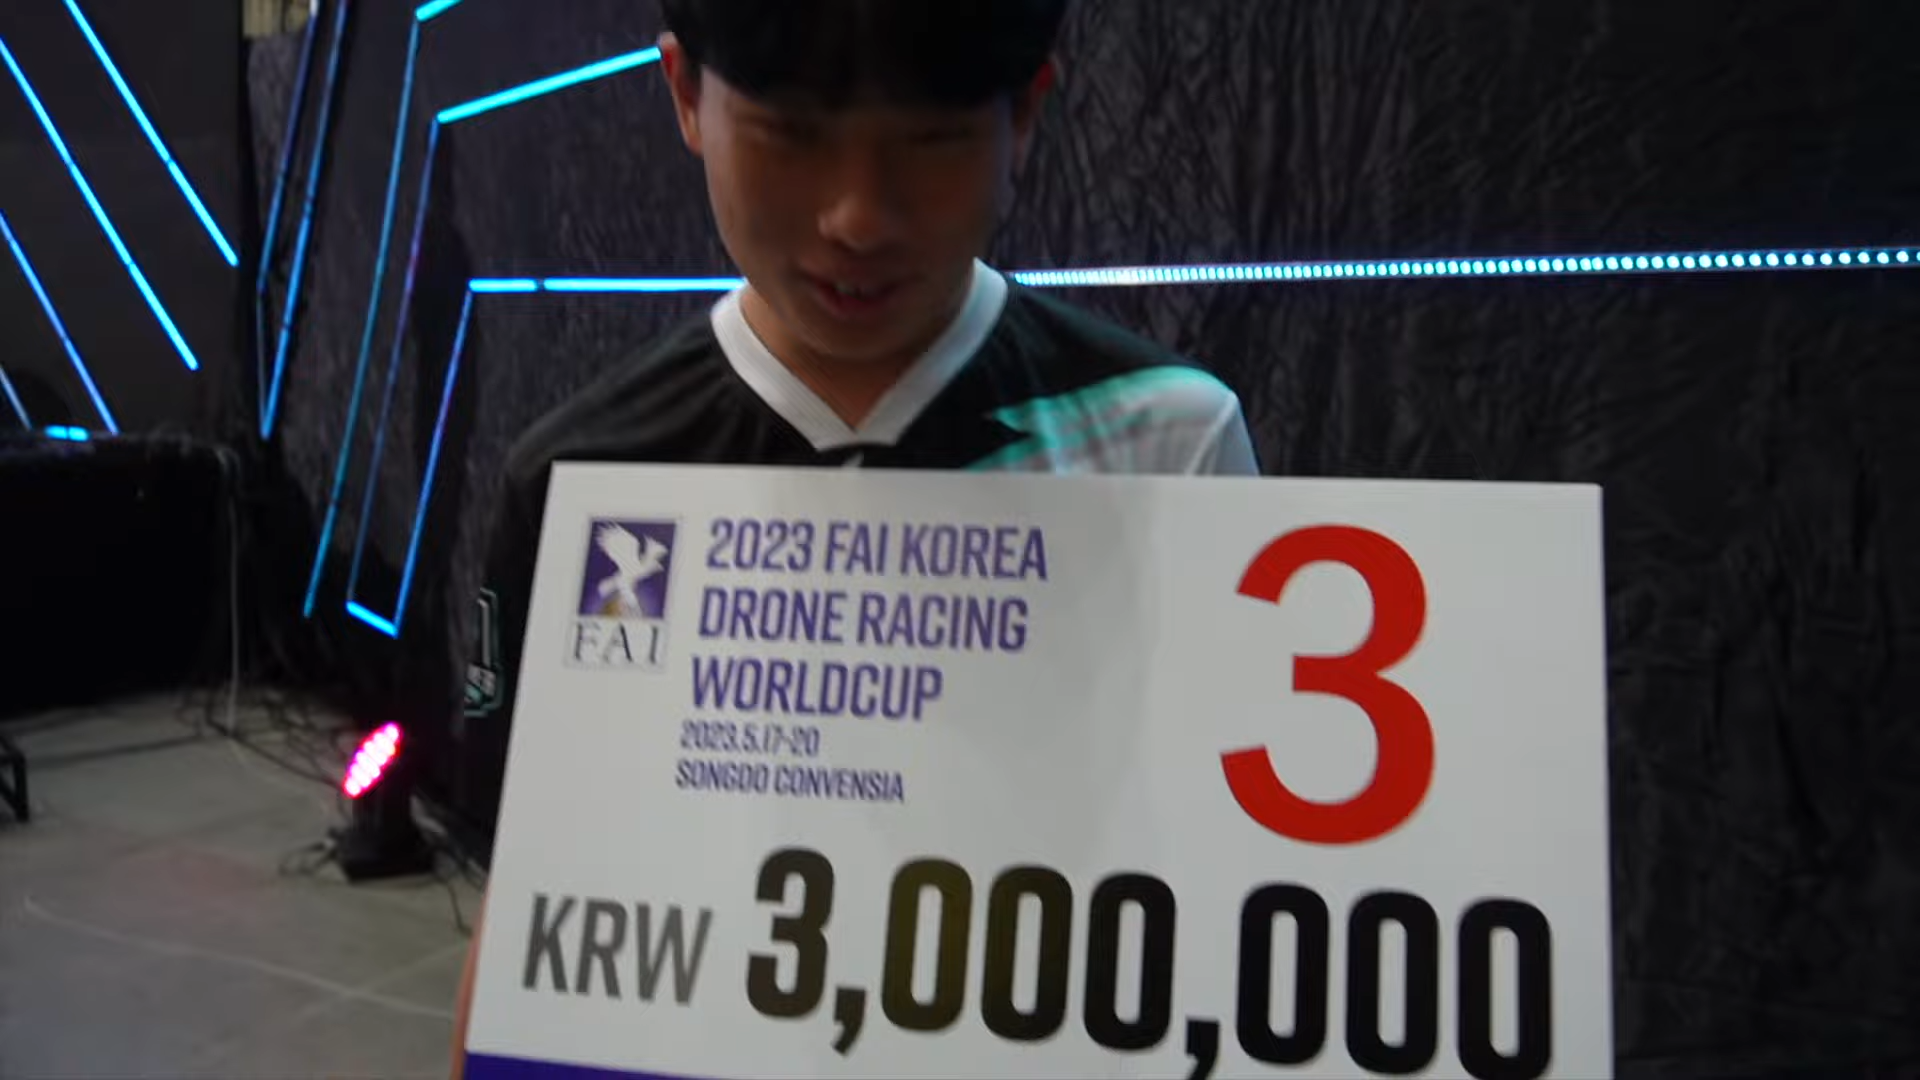 FAI
2023 FAI KOREA
DRONE RACING
WORLDCUP
2023.5.17-20
SONGDO CONVENSIA
3
KRW 3,000,000